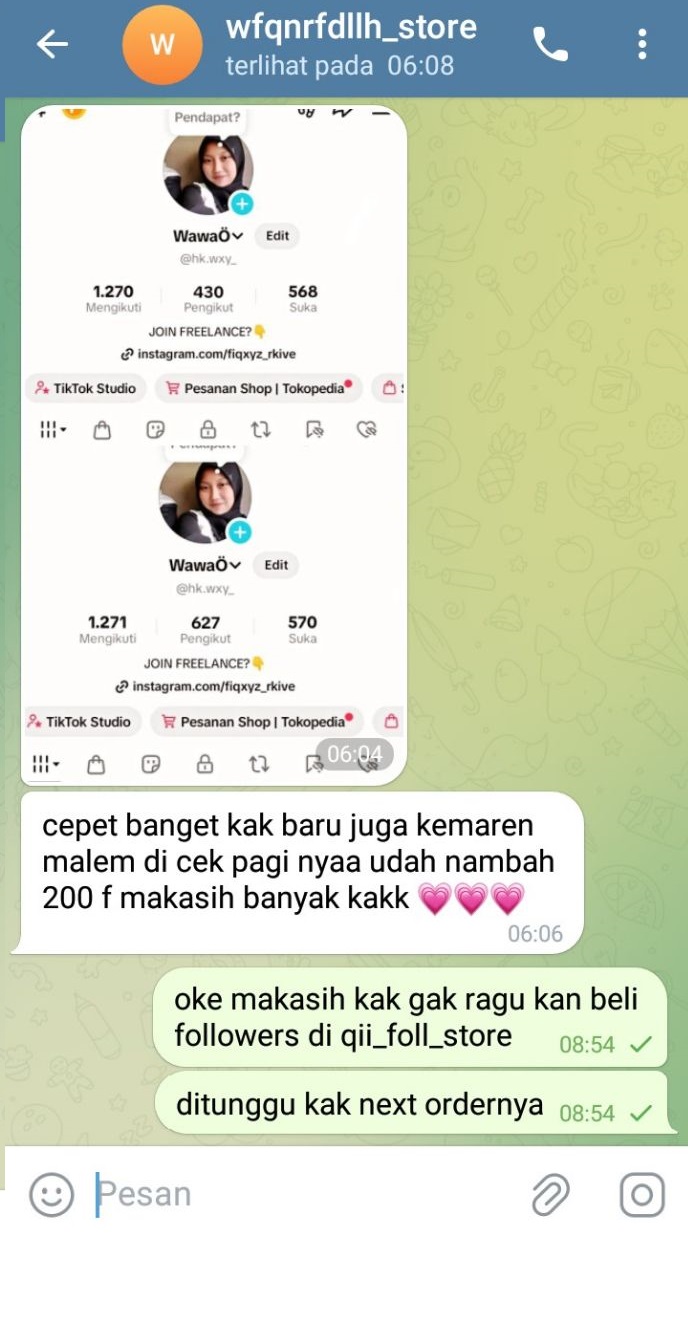 W
wfqnrfdllh_store
terlihat pada 06:08
Pendapat?
WawaÖ Edit
@hk.wxy_
1.270 430 568
Mengikuti Pengikut Suka
JOIN FREELANCE?👇
instagram.com/fiqxyz_rkive
TikTok Studio Pesanan Shop | Tokopedia
WawaÖ Edit
@hk.wxy_
1.271 627 570
Mengikuti Pengikut Suka
JOIN FREELANCE?👇
instagram.com/fiqxyz_rkive
TikTok Studio Pesanan Shop | Tokopedia
06:04
cepet banget kak baru juga kemaren
malem di cek pagi nyaa udah nambah
200 f makasih banyak kakk 💗💗💗
06:06
oke makasih kak gak ragu kan beli
followers di qii_foll_store 08:54
ditunggu kak next ordernya 08:54
Pesan